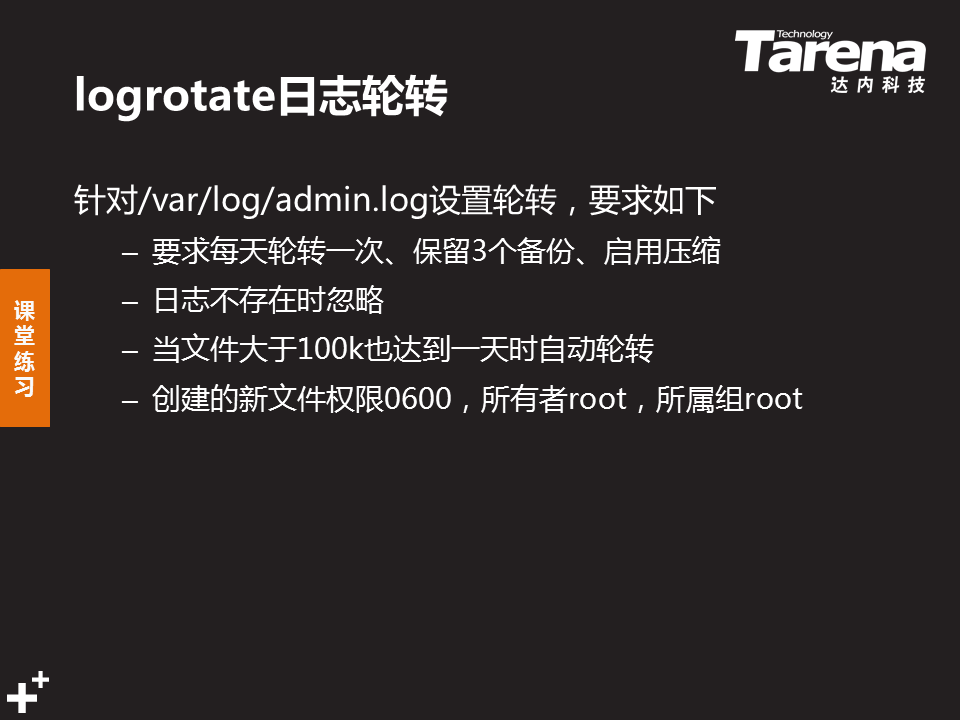 Technology
Tarena
达内科技
logrotate日志轮转
针对/var/log/admin.log设置轮转，要求如下
– 要求每天轮转一次、保留3个备份、启用压缩
– 日志不存在时忽略
– 当文件大于100k也达到一天时自动轮转
– 创建的新文件权限0600，所有者root，所属组root
课
堂
练
习